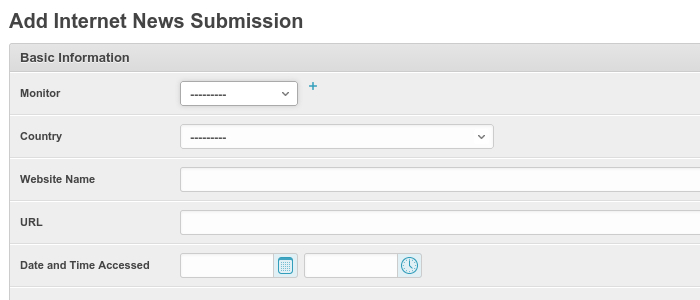 Add Internet News Submission
Basic Information
Monitor
---------
+
Country
---------
Website Name
URL
Date and Time Accessed